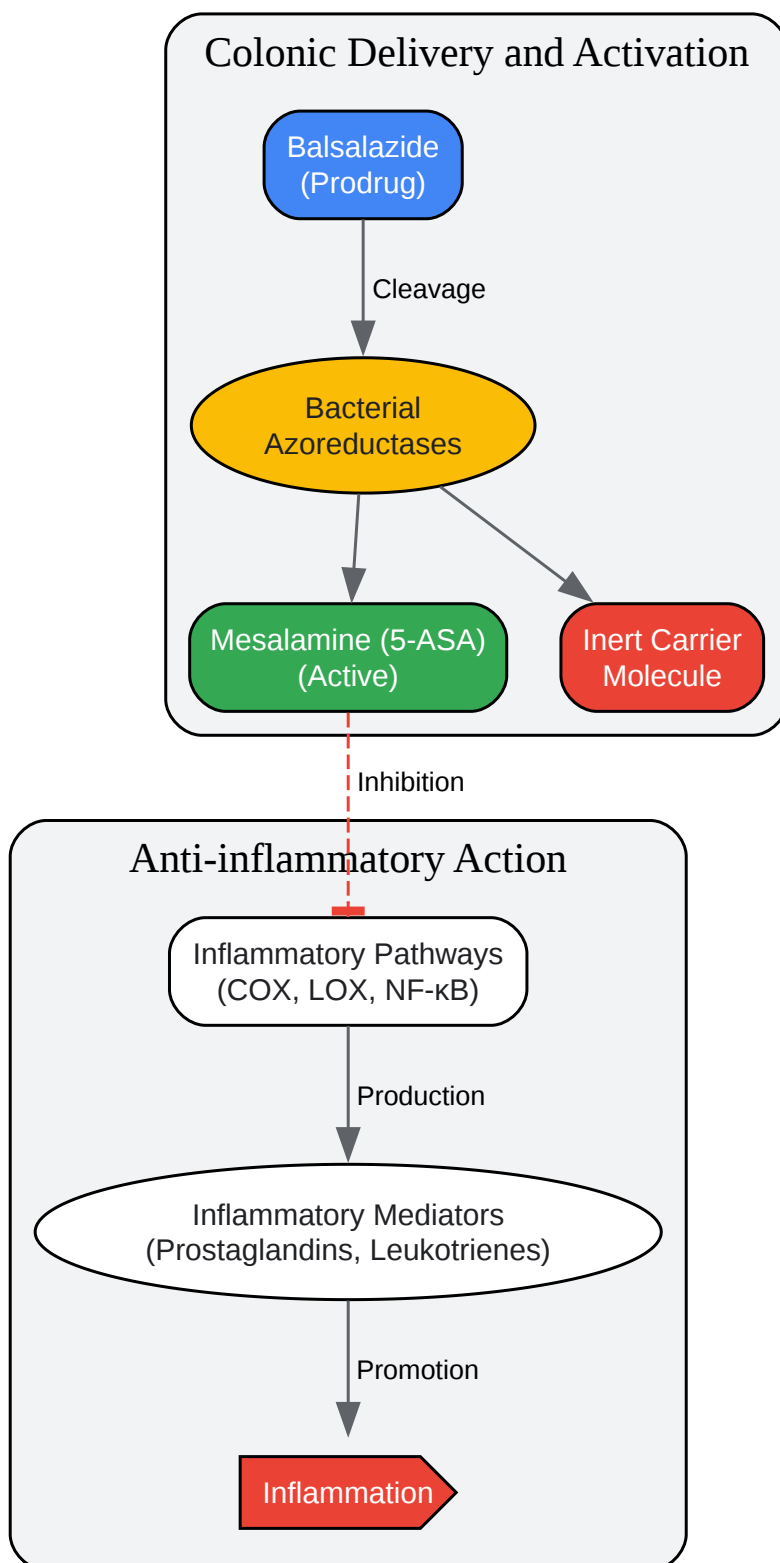 Colonic Delivery and Activation
Balsalazide
(Prodrug)
Cleavage
Bacterial
Azoreductases
Mesalamine (5-ASA)
(Active)
Inert Carrier
Molecule
Inhibition
Anti-inflammatory Action
Inflammatory Pathways
(COX, LOX, NF-κB)
Production
Inflammatory Mediators
(Prostaglandins, Leukotrienes)
Promotion
Inflammation